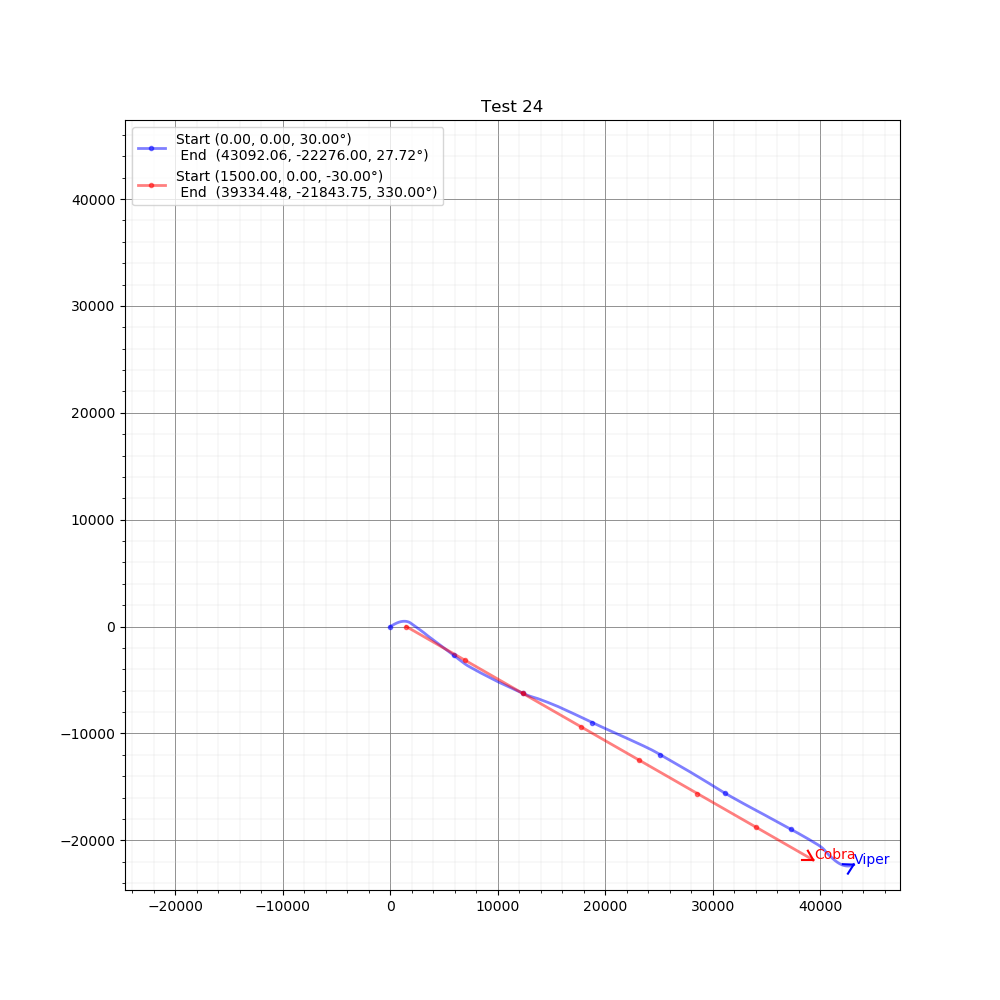 Test 24
Start (0.00, 0.00, 30.00°)
End (43092.06, -22276.00, 27.72°)
Start (1500.00, 0.00, -30.00°)
End (39334.48, -21843.75, 330.00°)
40000
30000
20000
10000
0
−10000
−20000
Cobra
Viper
−20000 −10000 0 10000 20000 30000 40000